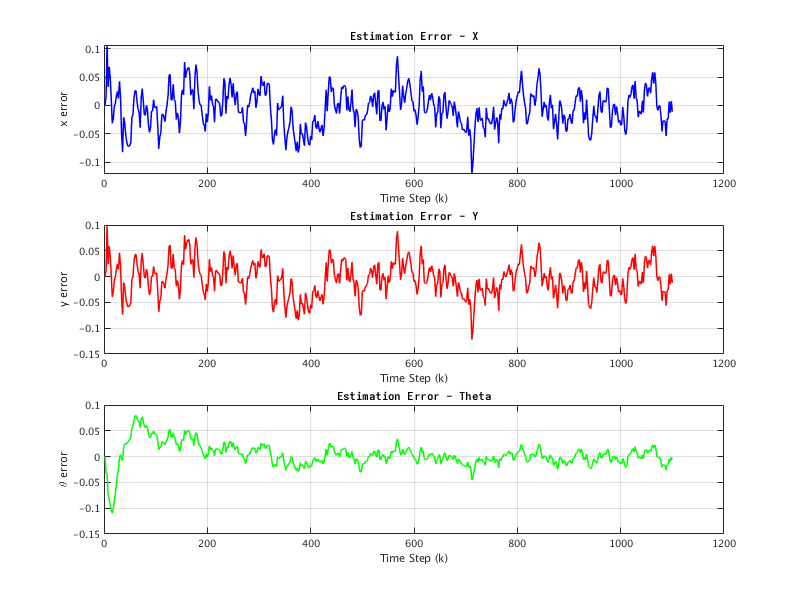 Estimation Error - X
0.1
0.05
0
-0.05
-0.1
x error
0 200 400 600 800 1000 1200
Time Step (k)
Estimation Error - Y
0.1
0.05
0
-0.05
-0.1
-0.15
y error
0 200 400 600 800 1000 1200
Time Step (k)
Estimation Error - Theta
0.1
0.05
0
-0.05
-0.1
-0.15
θ error
0 200 400 600 800 1000 1200
Time Step (k)